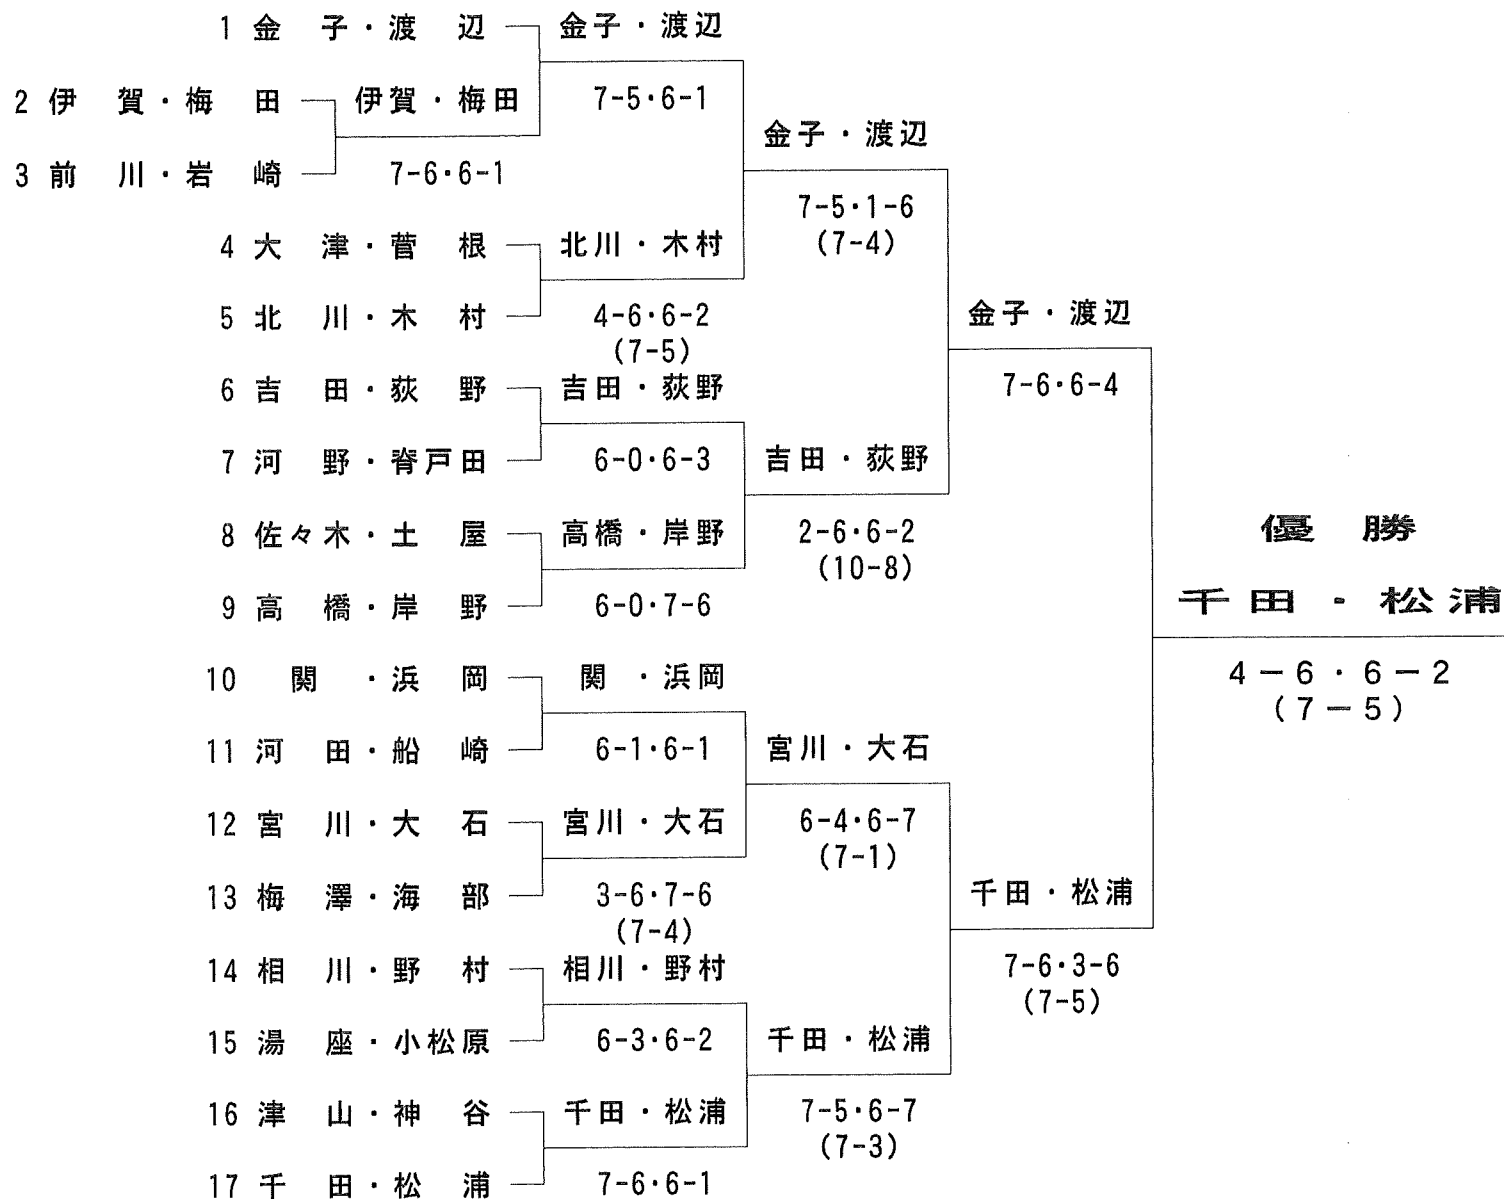 1 金子・渡辺
金子・渡辺
2 伊賀・梅田
伊賀・梅田
7-5・6-1
金子・渡辺
3 前川・岩崎
7-6・6-1
7-5・1-6
(7-4)
4 大津・菅根
北川・木村
5 北川・木村
4-6・6-2
(7-5)
金子・渡辺
7-6・6-4
6 吉田・荻野
吉田・荻野
7 河野・脊戸田
6-0・6-3
吉田・荻野
8 佐々木・土屋
高橋・岸野
2-6・6-2
(10-8)
9 高橋・岸野
6-0・7-6
優勝
千田・松浦
4-6・6-2
(7-5)
10 関・浜岡
関・浜岡
11 河田・船崎
6-1・6-1
宮川・大石
12 宮川・大石
宮川・大石
6-4・6-7
(7-1)
13 梅澤・海部
3-6・7-6
(7-4)
千田・松浦
7-6・3-6
(7-5)
14 相川・野村
相川・野村
15 湯座・小松原
6-3・6-2
千田・松浦
16 津山・神谷
千田・松浦
7-5・6-7
(7-3)
17 千田・松浦
7-6・6-1